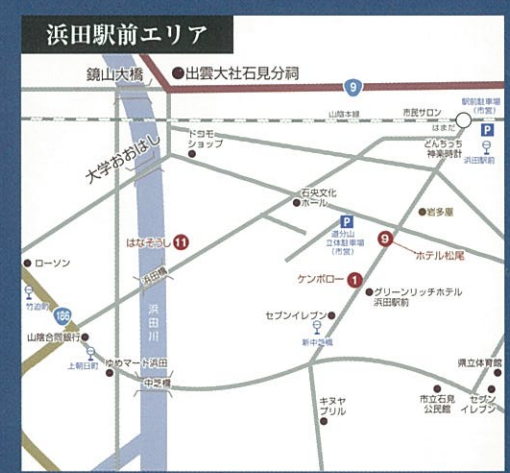 浜田駅前エリア
鏡山大橋
出雲大社石見分祠
9
山陰本線
市民サロン
はまだ
駅前駐車場
(市営)
P
浜田駅前
どんちっち
神楽時計
ドコモ
ショップ
大学おおはし
石央文化
ホール
岩多屋
P
道分山
立体駐車場
(市営)
はなぞうし 11
9
ホテル松尾
ローソン
浜田橋
ケンボロー 1
グリーンリッチホテル
浜田駅前
竹迫町
186
浜田川
セブンイレブン
新中芝橋
山陰合同銀行
上朝日町
ゆめマート浜田
中芝橋
県立体育館
キヌヤ
プリル
市立石見
公民館
セブン
イレブン